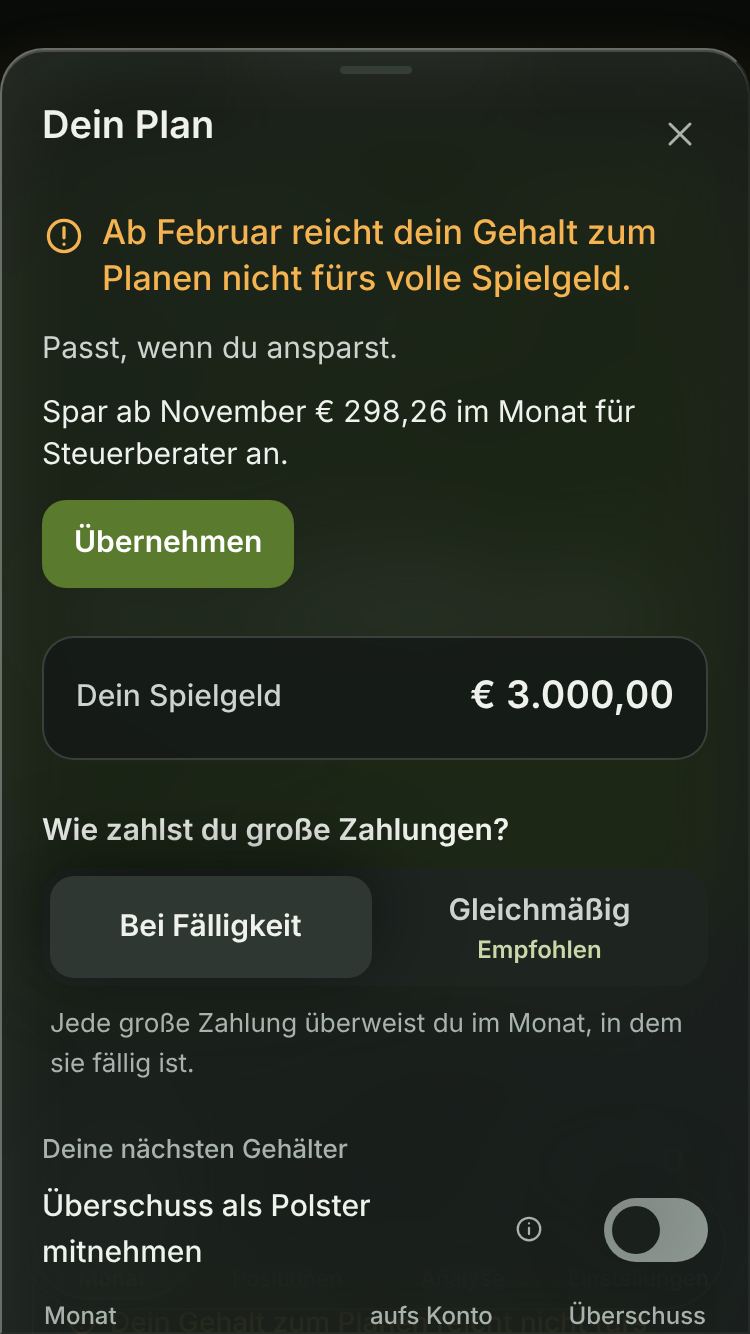 Dein Plan
Ab Februar reicht dein Gehalt zum
Planen nicht fürs volle Spielgeld.
Passt, wenn du ansparst.
Spar ab November € 298,26 im Monat für
Steuerberater an.
Übernehmen
Dein Spielgeld € 3.000,00
Wie zahlst du große Zahlungen?
Bei Fälligkeit
Gleichmäßig
Empfohlen
Jede große Zahlung überweist du im Monat, in dem
sie fällig ist.
Deine nächsten Gehälter
Überschuss als Polster
mitnehmen
Monat aufs Konto Überschuss